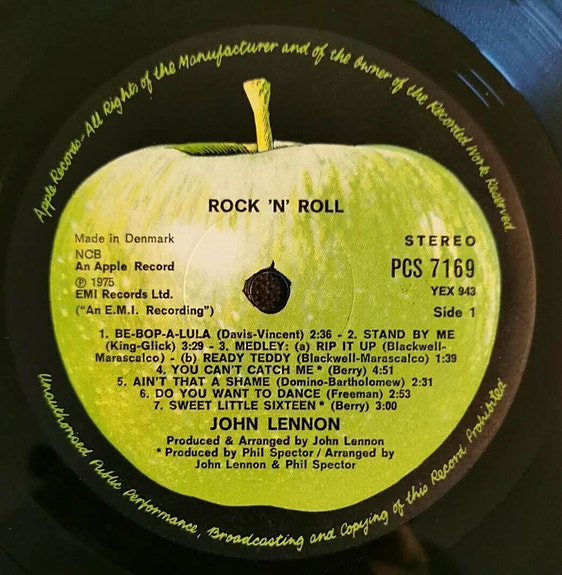 Apple Records-All Rights of the Manufacturer and of the Owner of the Recorded Work Reserved
ROCK 'N' ROLL
Made in Denmark
NCB
An Apple Record
Ⓟ 1975
EMI Records Ltd.
("An E.M.I. Recording")
STEREO
PCS 7169
YEX 943
Side 1
1. BE-BOP-A-LULA (Davis-Vincent) 2:36 - 2. STAND BY ME
(King-Glick) 3:29 - 3. MEDLEY: (a) RIP IT UP (Blackwell-
Marascalco) - (b) READY TEDDY (Blackwell-Marascalco) 1:39
4. YOU CAN'T CATCH ME* (Berry) 4:51
5. AIN'T THAT A SHAME (Domino-Bartholomew) 2:31
6. DO YOU WANT TO DANCE (Freeman) 2:53
7. SWEET LITTLE SIXTEEN* (Berry) 3:00
JOHN LENNON
Produced & Arranged by John Lennon
* Produced by Phil Spector / Arranged by
John Lennon & Phil Spector
Unauthorised Public Performance, Broadcasting and Copying of this Record Prohibited